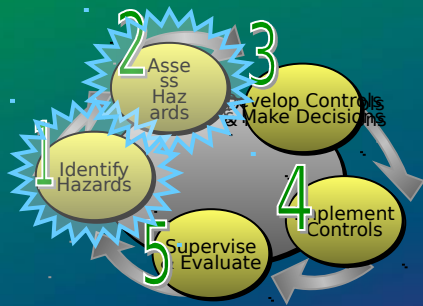 1
Identify
Hazards
2
Asse
ss
Haz
ards
3
velop Controls
& Make Decisions
4
plement
Controls
5
Supervise
& Evaluate